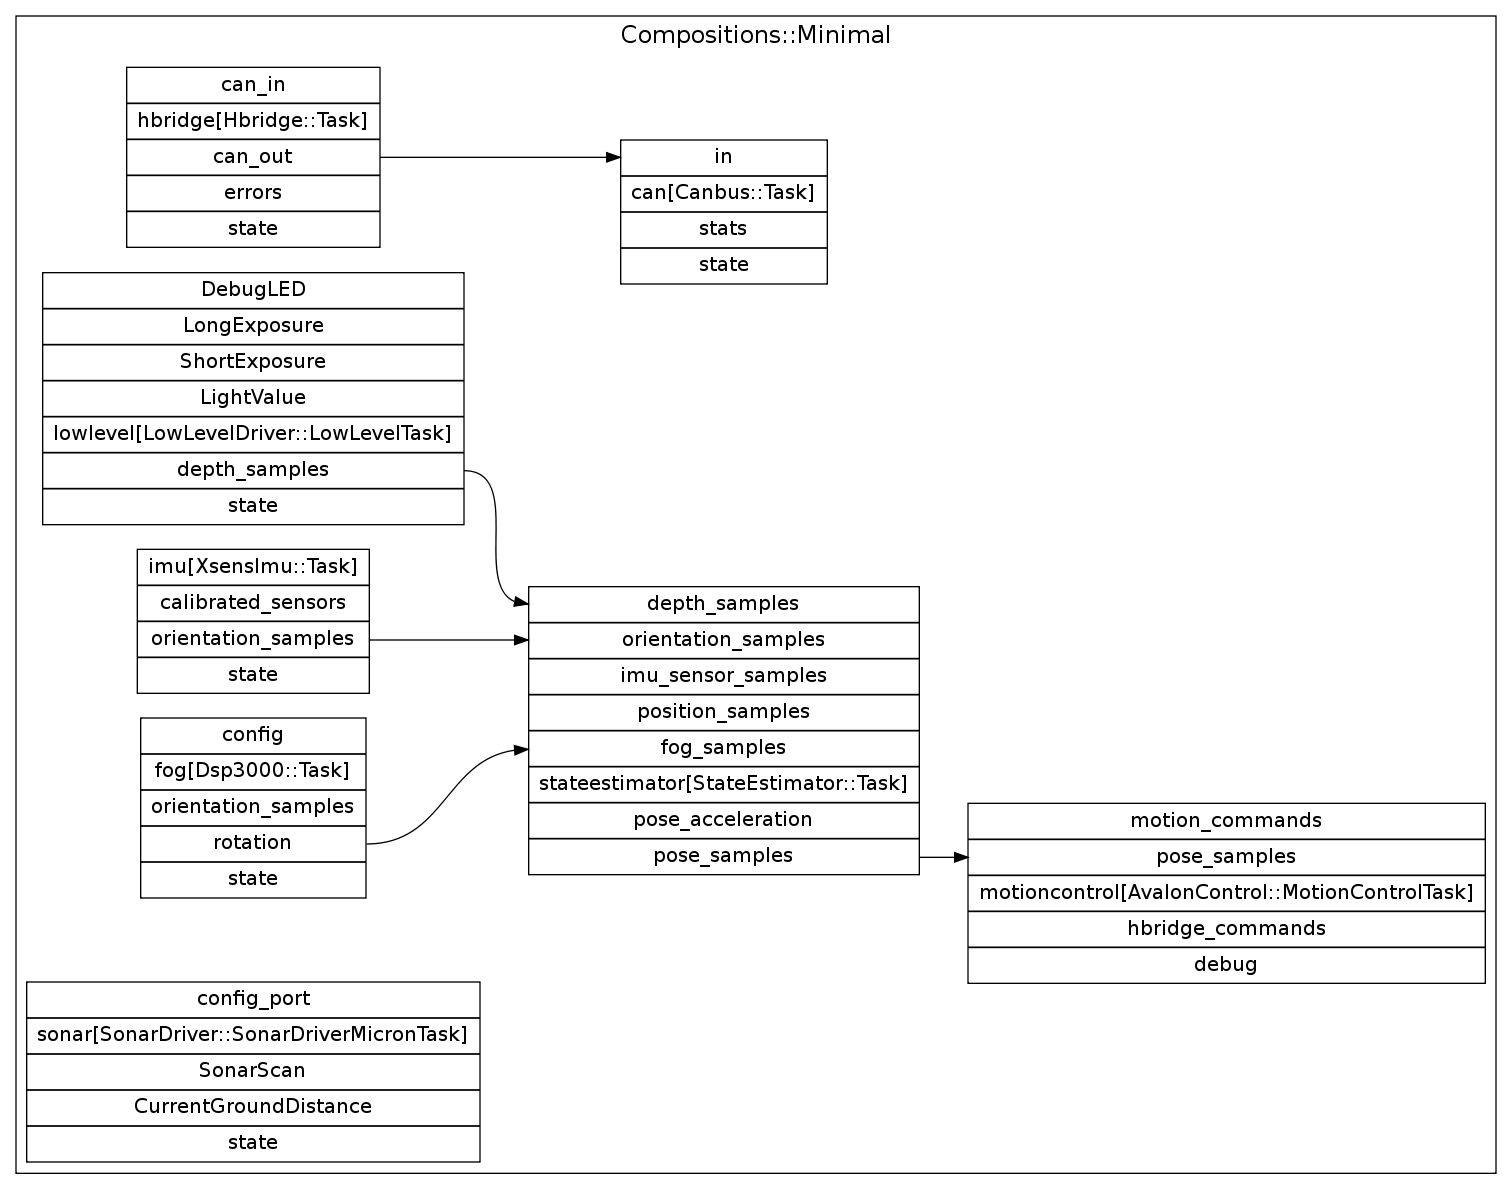 Compositions::Minimal
can_in
hbridge[Hbridge::Task]
can_out
errors
state
in
can[Canbus::Task]
stats
state
DebugLED
LongExposure
ShortExposure
LightValue
lowlevel[LowLevelDriver::LowLevelTask]
depth_samples
state
imu[XsensImu::Task]
calibrated_sensors
orientation_samples
state
config
fog[Dsp3000::Task]
orientation_samples
rotation
state
depth_samples
orientation_samples
imu_sensor_samples
position_samples
fog_samples
stateestimator[StateEstimator::Task]
pose_acceleration
pose_samples
motion_commands
pose_samples
motioncontrol[AvalonControl::MotionControlTask]
hbridge_commands
debug
config_port
sonar[SonarDriver::SonarDriverMicronTask]
SonarScan
CurrentGroundDistance
state